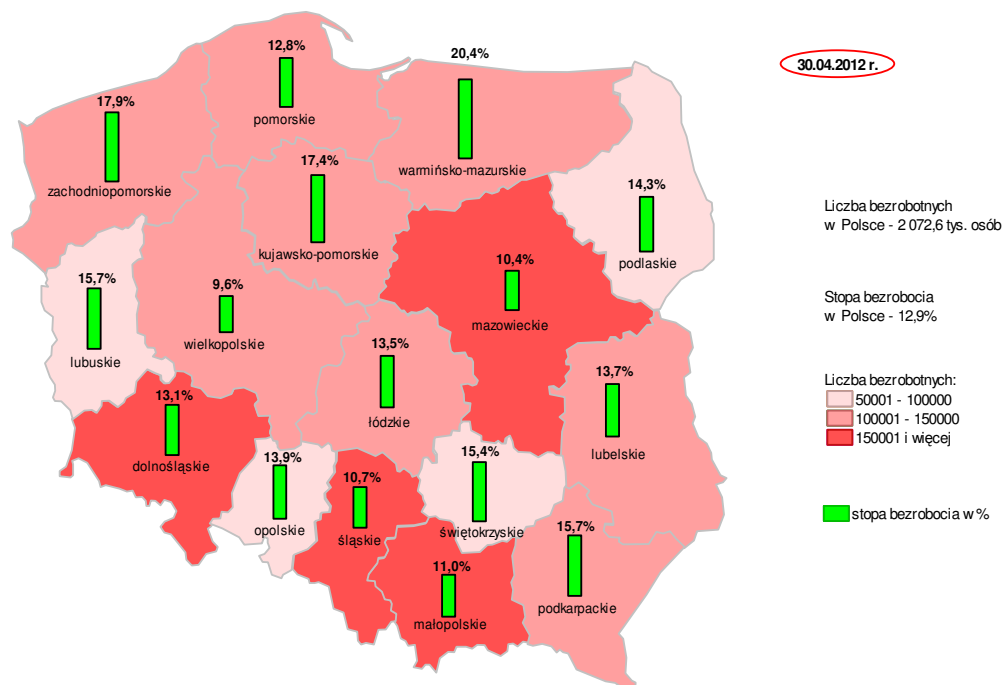 12,8%
pomorskie
20,4%
warmińsko-mazurskie
30.04.2012 r.
17,9%
zachodniopomorskie
17,4%
kujawsko-pomorskie
14,3%
podlaskie
Liczba bezrobotnych
w Polsce - 2 072,6 tys. osób
15,7%
lubuskie
9,6%
wielkopolskie
10,4%
mazowieckie
Stopa bezrobocia
w Polsce - 12,9%
13,5%
łódzkie
13,7%
lubelskie
Liczba bezrobotnych:
50001 - 100000
100001 - 150000
150001 i więcej
13,1%
dolnośląskie
13,9%
opolskie
10,7%
śląskie
15,4%
świętokrzyskie
stopa bezrobocia w %
11,0%
małopolskie
15,7%
podkarpackie